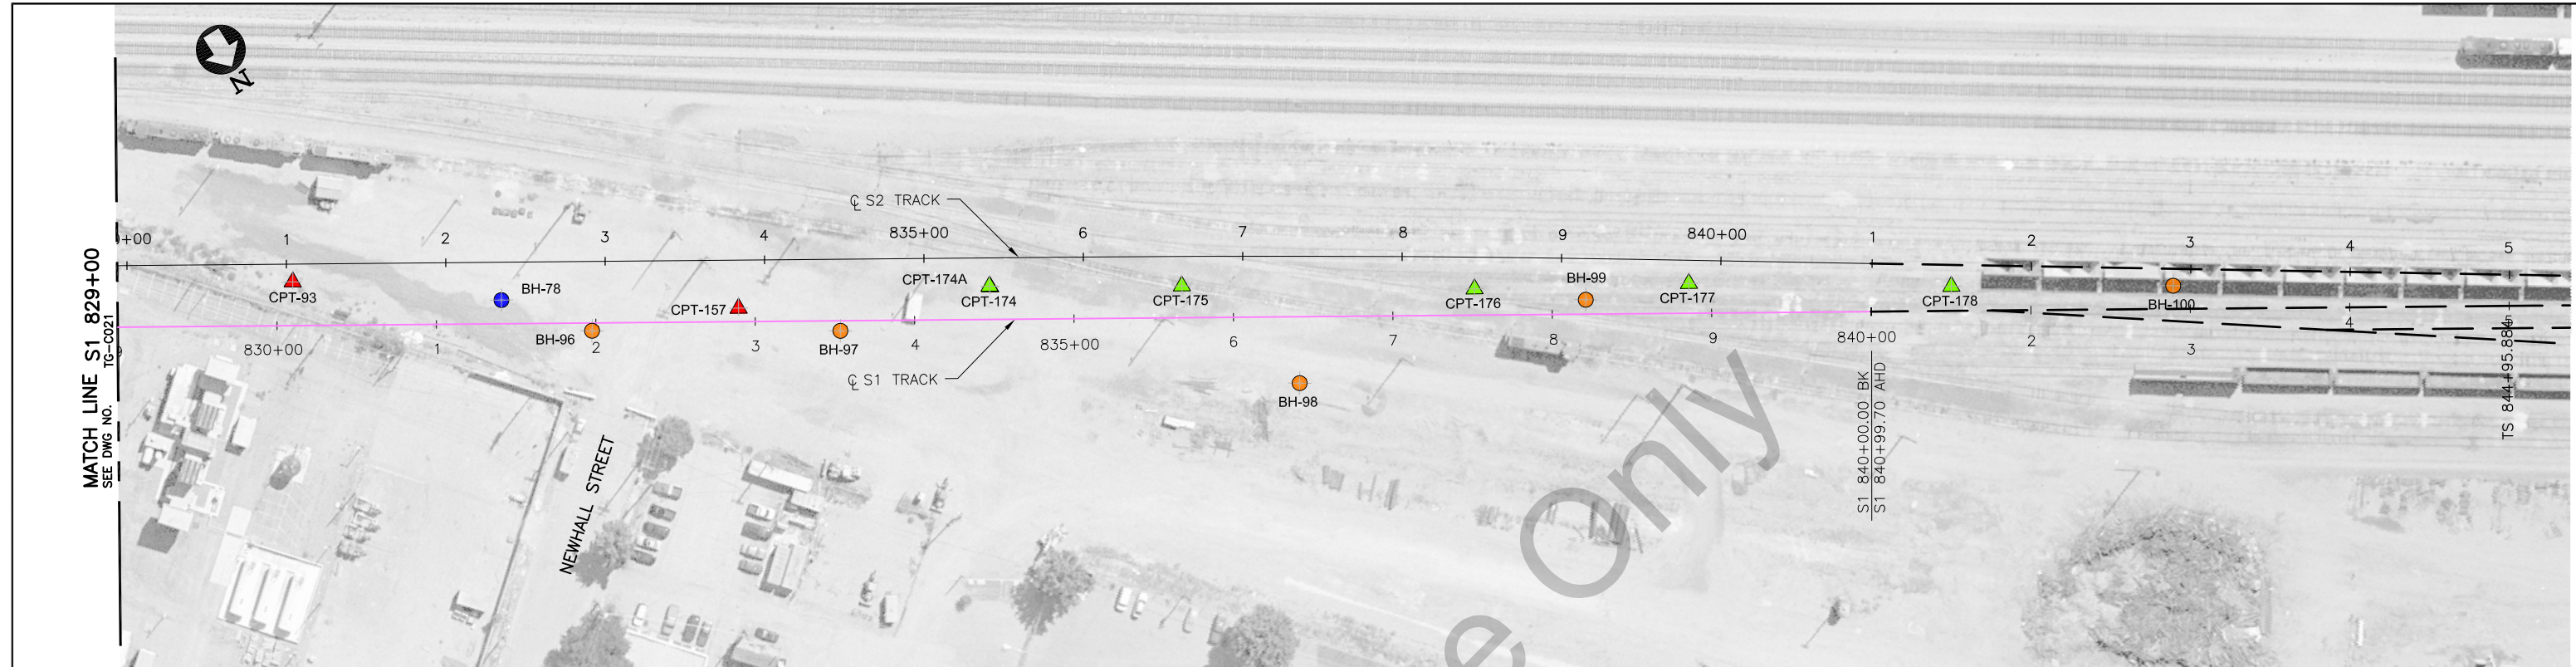 N
MATCH LINE S1 829+00
SEE DWG NO. TG-C021
℄ S2 TRACK
+00 1 2 3 4 835+00 6 7 8 9 840+00 1 2 3 4 5
CPT-93
BH-78
BH-96
CPT-157
BH-97
CPT-174A
CPT-174
CPT-175
BH-98
CPT-176
BH-99
CPT-177
CPT-178
BH-100
9 830+00 1 2 3 4 835+00 6 7 8 9 840+00 2 3 4 5
℄ S1 TRACK
S1 840+00.00 BK
S1 840+99.70 AHD
TS 844+95.884
NEWHALL STREET
e Only